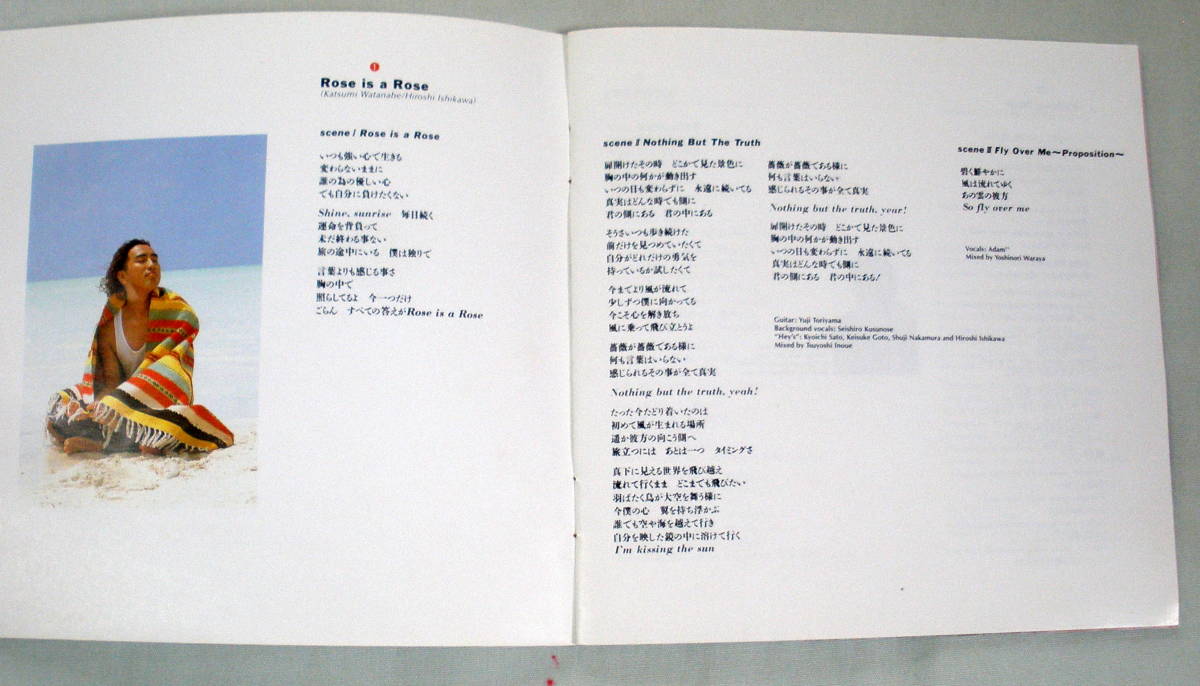 1
Rose is a Rose
(Katsumi Watanabe/Hiroshi Ishikawa)
scene I Rose is a Rose
いつも強い心で生きる
変わらないままに
誰の為の優しい心
でも自分に負けたくない
Shine, sunrise 毎日続く
運命を背負って
未だ終わる事ない
旅の途中にいる 僕は独りで
言葉よりも感じる事さ
胸の中で
照らしてるよ 今一つだけ
ごらん すべての答えがRose is a Rose
scene II Nothing But The Truth
扉開けたその時 どこかで見た景色に
胸の中の何かが動き出す
いつの日も変わらずに 永遠に続いてる
真実はどんな時でも側に
君の側にある 君の中にある
そうさいつも歩き続けた
前だけを見つめていたくて
自分がどれだけの勇気を
持っているか試したくて
今までより風が流れて
少しずつ僕に向かってる
今こそ心を解き放ち
風に乗って飛び立とうよ
薔薇が薔薇である様に
何も言葉はいらない
感じられるその事が全て真実
Nothing but the truth, yeah!
たった今たどり着いたのは
初めて風が生まれる場所
遥か彼方の向こう側へ
旅立つには あとは一つ タイミングさ
真下に見える世界を飛び越え
流れて行くまま どこまでも飛びたい
羽ばたく鳥が大空を舞う様に
今僕の心 翼を持ち浮かぶ
誰でも空や海を越えて行き
自分を映した鏡の中に溶けて行く
I'm kissing the sun
薔薇が薔薇である様に
何も言葉はいらない
感じられるその事が全て真実
Nothing but the truth, year!
扉開けたその時 どこかで見た景色に
胸の中の何かが動き出す
いつの日も変わらずに 永遠に続いてる
真実はどんな時でも側に
君の側にある 君の中にある!
Guitar: Yuji Toriyama
Background vocals: Seishiro Kusunose
"Hey's": Kyoichi Sato, Keisuke Goto, Shuji Nakamura and Hiroshi Ishikawa
Mixed by Tsuyoshi Inoue
scene III Fly Over Me~Proposition~
碧く鮮やかに
風は流れてゆく
あの雲の彼方
So fly over me
Vocals: Adami
Mixed by Yoshinori Waraya